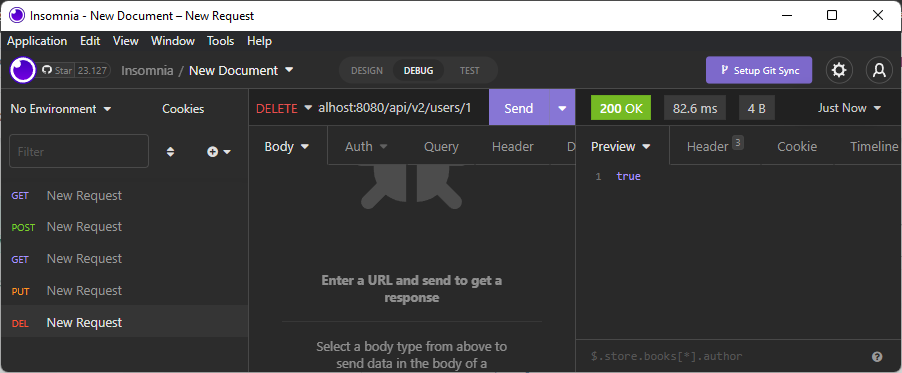 Insomnia - New Document – New Request
Application Edit View Window Tools Help
Star 23.127 Insomnia / New Document DESIGN DEBUG TEST Setup Git Sync
No Environment Cookies DELETE alhost:8080/api/v2/users/1 Send 200 OK 82.6 ms 4 B Just Now
Filter Body Auth Query Header D Preview Header 3 Cookie Timeline
1 true
GET New Request
POST New Request
GET New Request
PUT New Request
DEL New Request
Enter a URL and send to get a
response
Select a body type from above to
send data in the body of a
$.store.books[*].author